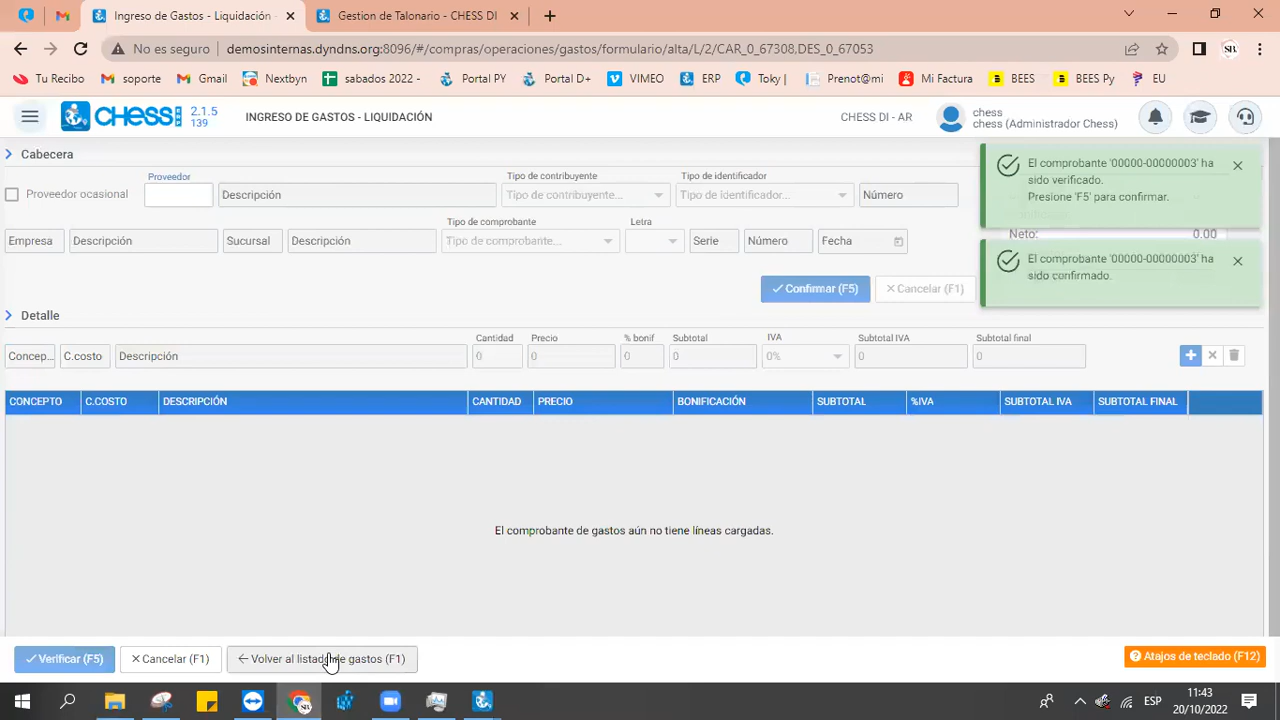 Ingreso de Gastos - Liquidación
Gestion de Talonario - CHESS DI
No es seguro
demosinternas.dyndns.org:8096/#/compras/operaciones/gastos/formulario/alta/L/2/CAR_0_67308,DES_0_67053
Tu Recibo
soporte
Gmail
Nextbyn
sabados 2022 -
Portal PY
Portal D+
VIMEO
ERP
Toky |
Prenot@mi
Mi Factura
BEES
BEES Py
EU
CHESS
2.1.5
139
INGRESO DE GASTOS - LIQUIDACIÓN
CHESS DI - AR
chess
chess (Administrador Chess)
Cabecera
Proveedor ocasional
Proveedor
Descripción
Tipo de contribuyente
Tipo de contribuyente...
Tipo de identificador
Tipo de identificador...
Número
Empresa
Descripción
Sucursal
Descripción
Tipo de comprobante
Tipo de comprobante...
Letra
Serie
Número
Fecha
El comprobante '00000-00000003' ha
sido verificado.
Presione 'F5' para confirmar.
Neto: 0.00
El comprobante '00000-00000003' ha
sido confirmado.
Confirmar (F5)
Cancelar (F1)
Detalle
Concep...
C.costo
Descripción
Cantidad
0
Precio
0
% bonif
0
Subtotal
0
IVA
0%
Subtotal IVA
0
Subtotal final
0
CONCEPTO C.COSTO DESCRIPCIÓN CANTIDAD PRECIO BONIFICACIÓN SUBTOTAL %IVA SUBTOTAL IVA SUBTOTAL FINAL
El comprobante de gastos aún no tiene líneas cargadas.
Verificar (F5)
Cancelar (F1)
Volver al listado de gastos (F1)
Atajos de teclado (F12)
ESP
11:43
20/10/2022